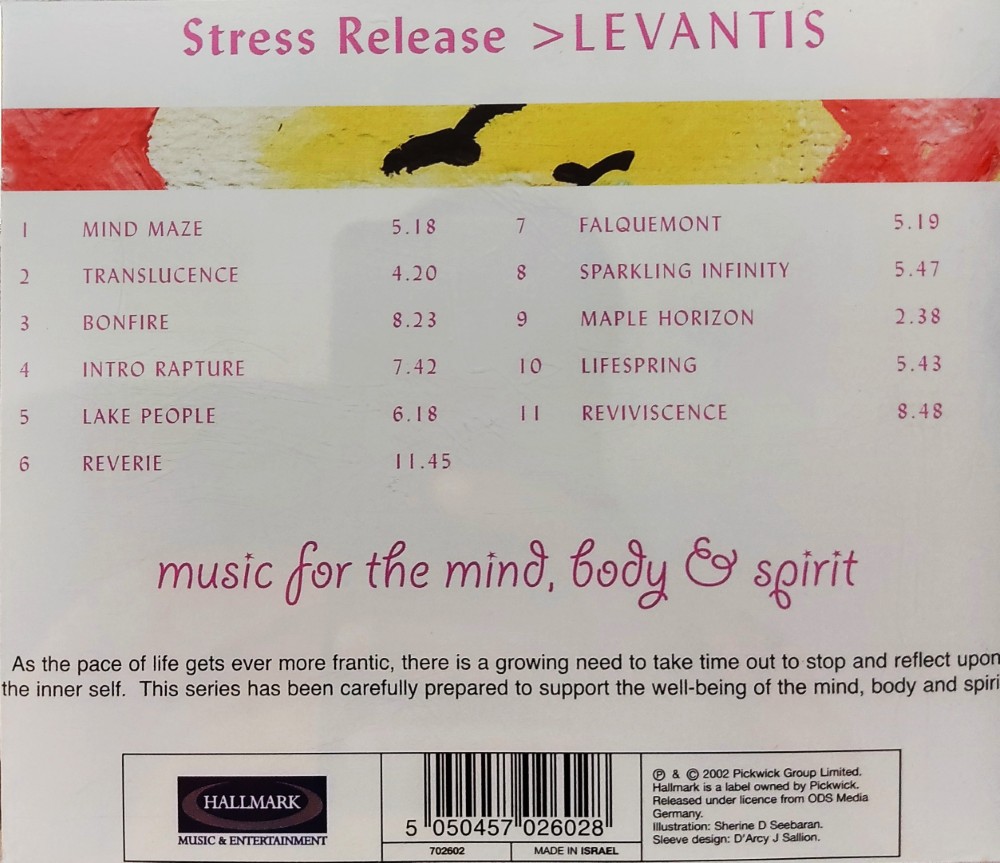 Stress Release >LEVANTIS
1 MIND MAZE 5.18
2 TRANSLUCENCE 4.20
3 BONFIRE 8.23
4 INTRO RAPTURE 7.42
5 LAKE PEOPLE 6.18
6 REVERIE 11.45
7 FALQUEMONT 5.19
8 SPARKLING INFINITY 5.47
9 MAPLE HORIZON 2.38
10 LIFESPRING 5.43
11 REVIVISCENCE 8.48
music for the mind, body & spirit
As the pace of life gets ever more frantic, there is a growing need to take time out to stop and reflect upon
the inner self. This series has been carefully prepared to support the well-being of the mind, body and spiri
HALLMARK
MUSIC & ENTERTAINMENT
5 050457 026028
702602
MADE IN ISRAEL
℗ & © 2002 Pickwick Group Limited.
Hallmark is a label owned by Pickwick.
Released under licence from ODS Media
Germany.
Illustration: Sherine D Seebaran.
Sleeve design: D'Arcy J Sallion.